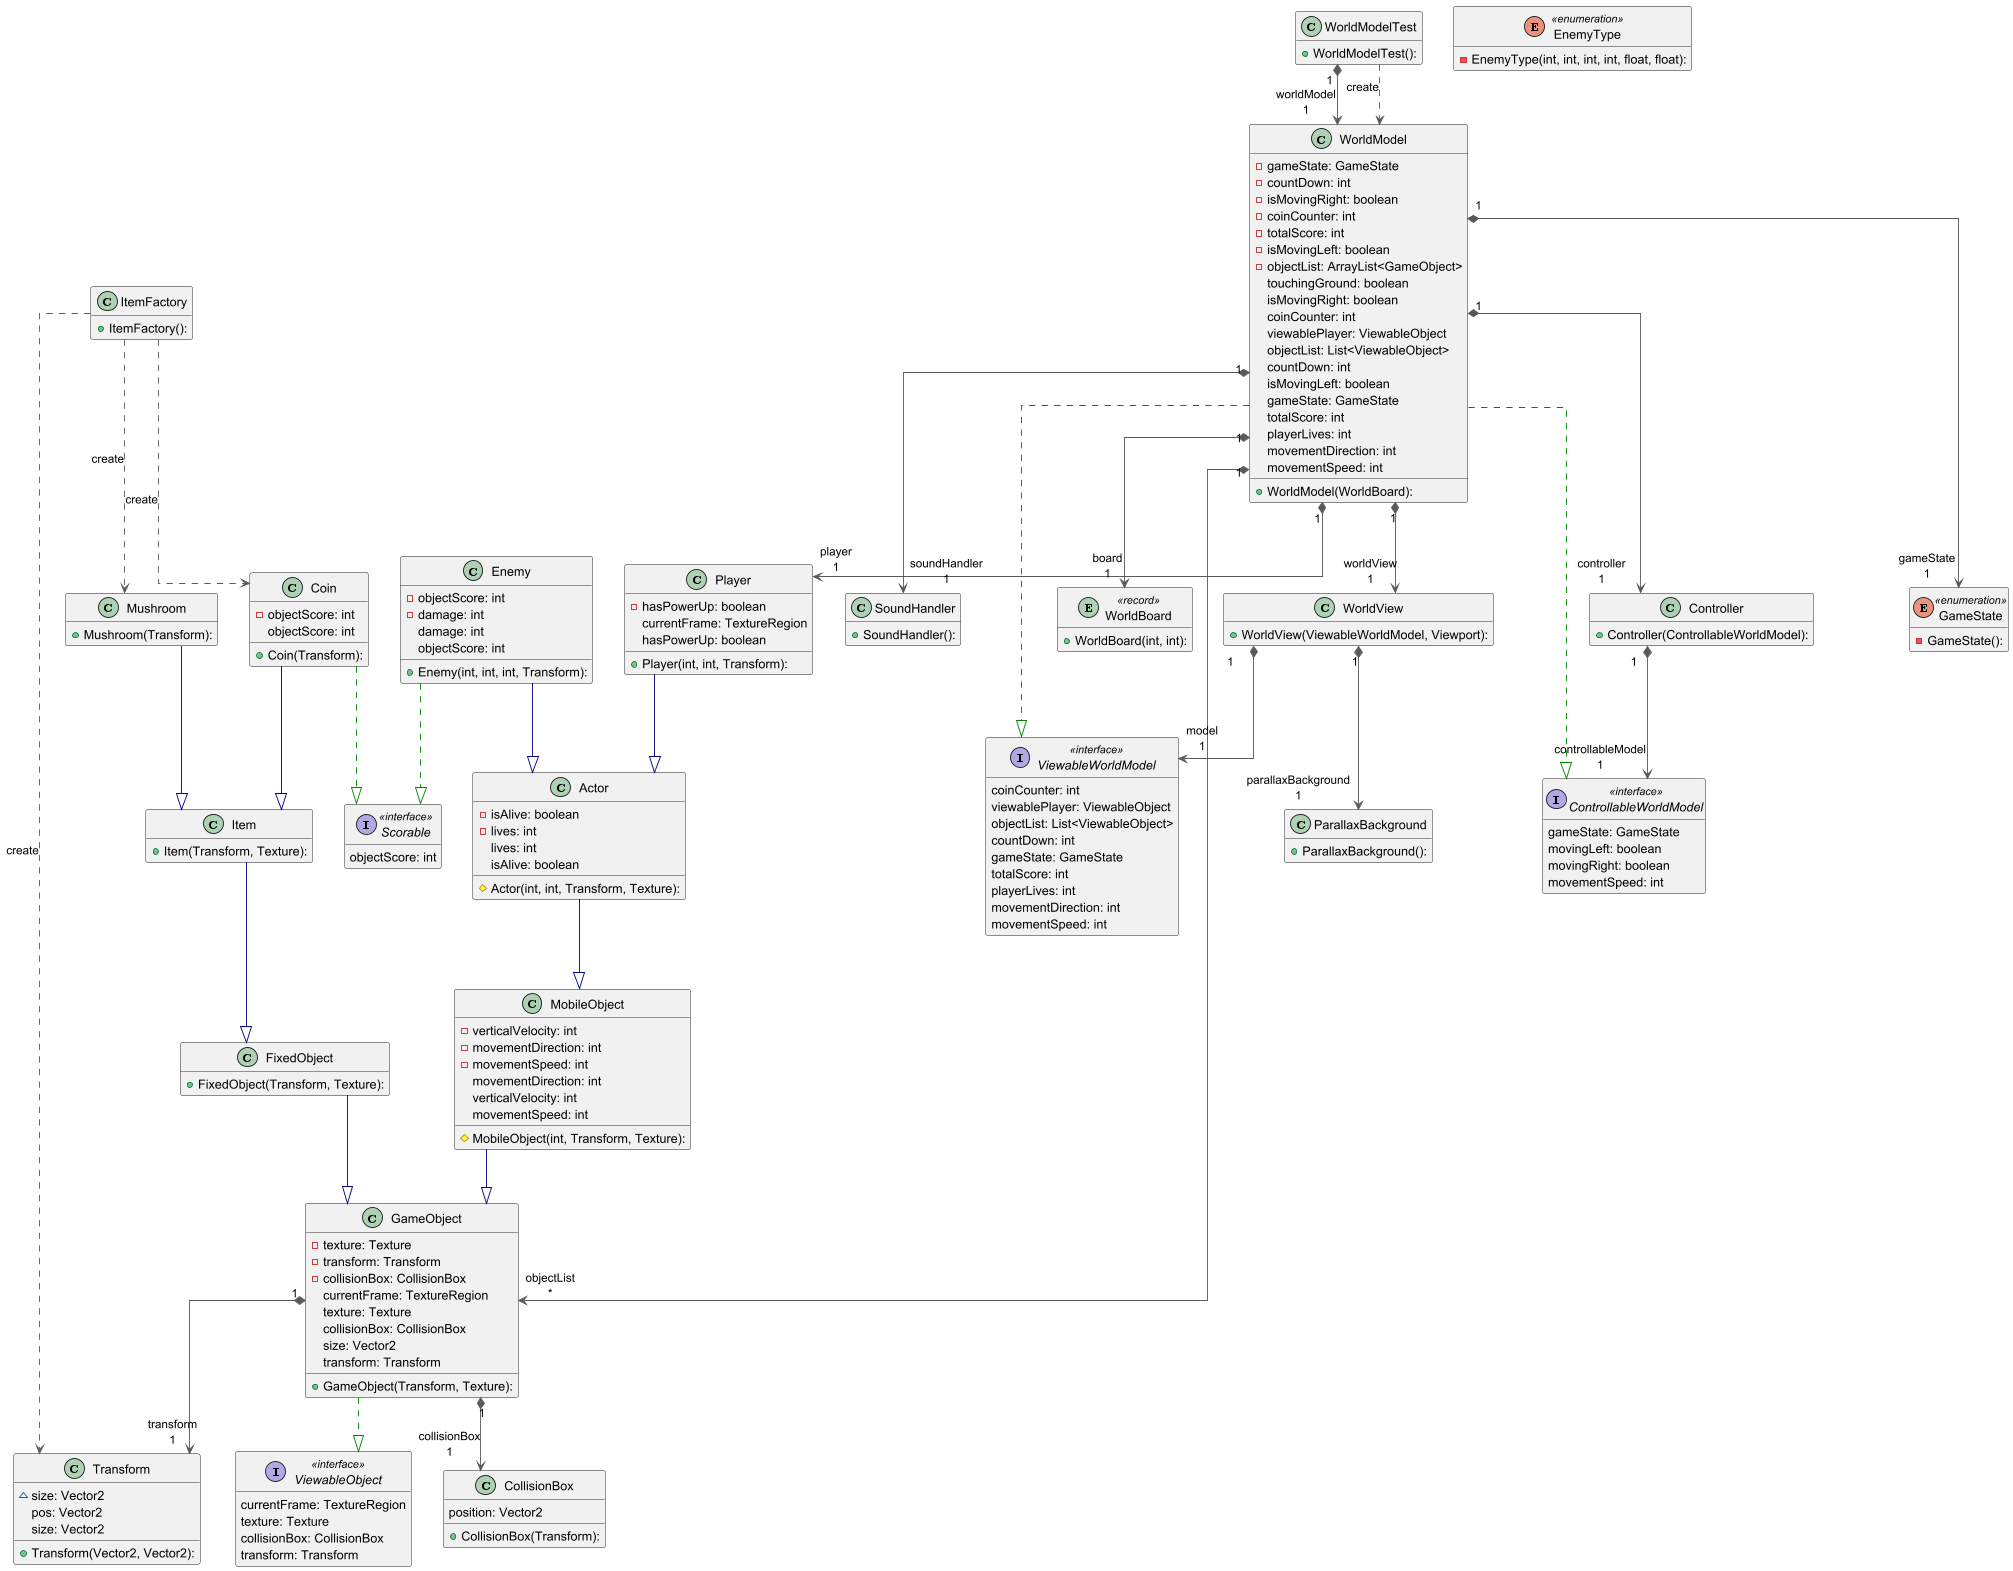 C WorldModelTest
WorldModelTest():
E «enumeration»
EnemyType
EnemyType(int, int, int, int, float, float):
1
worldModel
1
create
C WorldModel
gameState: GameState
countDown: int
isMovingRight: boolean
coinCounter: int
totalScore: int
isMovingLeft: boolean
objectList: ArrayList<GameObject>
touchingGround: boolean
isMovingRight: boolean
coinCounter: int
viewablePlayer: ViewableObject
objectList: List<ViewableObject>
countDown: int
isMovingLeft: boolean
gameState: GameState
totalScore: int
playerLives: int
movementDirection: int
movementSpeed: int
WorldModel(WorldBoard):
1
1
1
1
1
1
1
C ItemFactory
ItemFactory():
create
create
create
player
1
soundHandler
1
board
1
worldView
1
controller
1
gameState
1
C Mushroom
Mushroom(Transform):
C Coin
objectScore: int
objectScore: int
Coin(Transform):
C Enemy
objectScore: int
damage: int
damage: int
objectScore: int
Enemy(int, int, int, Transform):
C Player
hasPowerUp: boolean
currentFrame: TextureRegion
hasPowerUp: boolean
Player(int, int, Transform):
C SoundHandler
SoundHandler():
E «record»
WorldBoard
WorldBoard(int, int):
C WorldView
WorldView(ViewableWorldModel, Viewport):
C Controller
Controller(ControllableWorldModel):
E «enumeration»
GameState
GameState():
1
1
1
model
1
parallaxBackground
1
controllableModel
1
C Item
Item(Transform, Texture):
I «interface»
Scorable
objectScore: int
C Actor
isAlive: boolean
lives: int
lives: int
isAlive: boolean
Actor(int, int, Transform, Texture):
I «interface»
ViewableWorldModel
coinCounter: int
viewablePlayer: ViewableObject
objectList: List<ViewableObject>
countDown: int
gameState: GameState
totalScore: int
playerLives: int
movementDirection: int
movementSpeed: int
C ParallaxBackground
ParallaxBackground():
I «interface»
ControllableWorldModel
gameState: GameState
movingLeft: boolean
movingRight: boolean
movementSpeed: int
C FixedObject
FixedObject(Transform, Texture):
C MobileObject
verticalVelocity: int
movementDirection: int
movementSpeed: int
movementDirection: int
verticalVelocity: int
movementSpeed: int
MobileObject(int, Transform, Texture):
C GameObject
texture: Texture
transform: Transform
collisionBox: CollisionBox
currentFrame: TextureRegion
texture: Texture
collisionBox: CollisionBox
size: Vector2
transform: Transform
GameObject(Transform, Texture):
objectList
*
1
1
transform
1
collisionBox
1
C Transform
size: Vector2
pos: Vector2
size: Vector2
Transform(Vector2, Vector2):
I «interface»
ViewableObject
currentFrame: TextureRegion
texture: Texture
collisionBox: CollisionBox
transform: Transform
C CollisionBox
position: Vector2
CollisionBox(Transform):